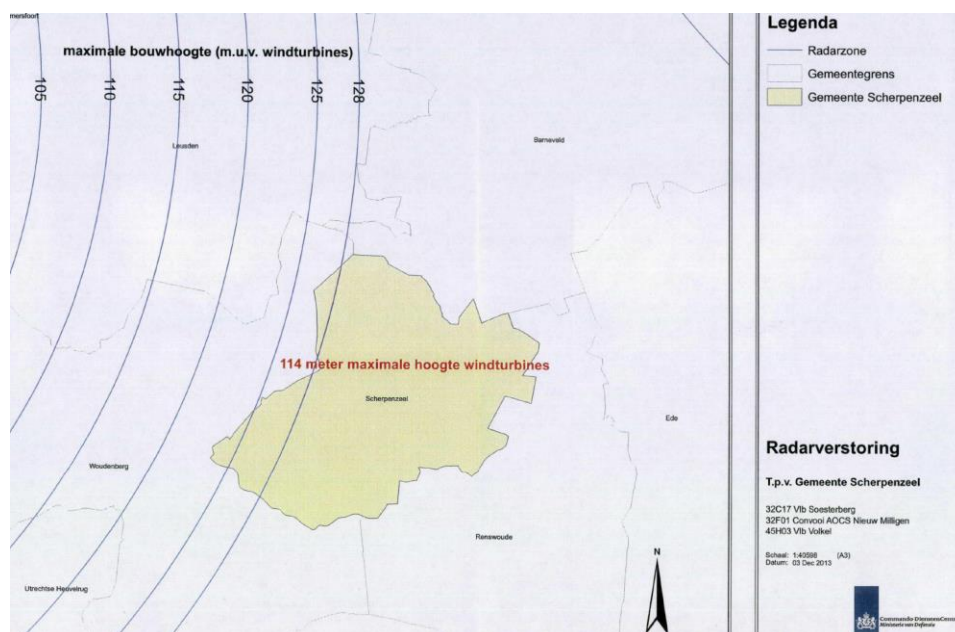 mersfoort
maximale bouwhoogte (m.u.v. windturbines)
105
110
115
120
125
128
Leusden
Barneveld
114 meter maximale hoogte windturbines
Scherpenzeel
Ede
Woudenberg
Renswoude
Utrechtse Heuvelrug
N
Legenda
Radarzone
Gemeentegrens
Gemeente Scherpenzeel
Radarverstoring
T.p.v. Gemeente Scherpenzeel
32C17 Vlb Soesterberg
32F01 Convooi AOCS Nieuw Milligen
45H03 Vlb Volkel
Schaal: 1:40598 (A3)
Datum: 03 Dec 2013
Commando DienstenCentra
Ministerie van Defensie